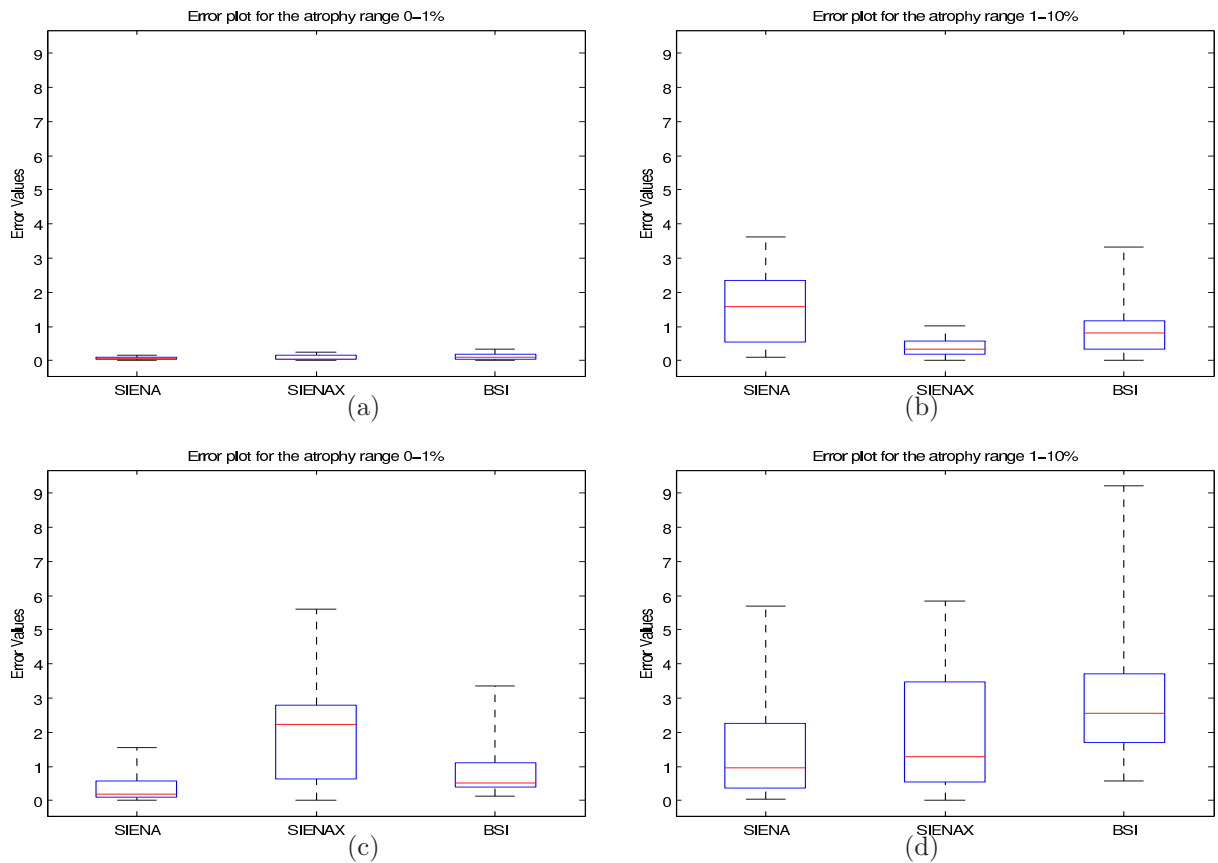 Error plot for the atrophy range 0–1%
9
8
7
6
5
4
3
2
1
0
Error Values
SIENA SIENAX BSI
(a)
Error plot for the atrophy range 1–10%
9
8
7
6
5
4
3
2
1
0
Error Values
SIENA SIENAX BSI
(b)
Error plot for the atrophy range 0–1%
9
8
7
6
5
4
3
2
1
0
Error Values
SIENA SIENAX BSI
(c)
Error plot for the atrophy range 1–10%
9
8
7
6
5
4
3
2
1
0
Error Values
SIENA SIENAX BSI
(d)